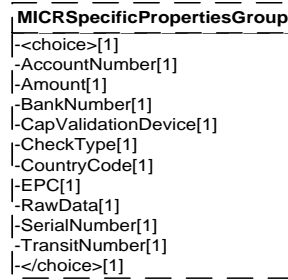 MICRSpecificPropertiesGroup
-<choice>[1]
-AccountNumber[1]
-Amount[1]
-BankNumber[1]
-CapValidationDevice[1]
-CheckType[1]
-CountryCode[1]
-EPC[1]
-RawData[1]
-SerialNumber[1]
-TransitNumber[1]
-</choice>[1]